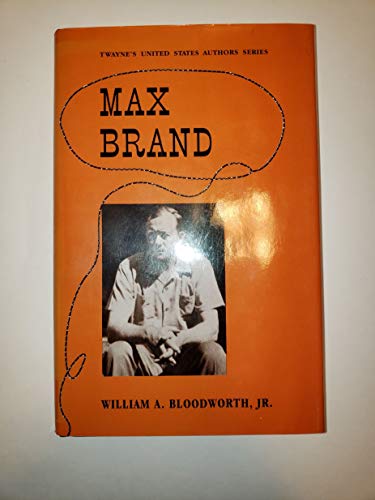 TWAYNE'S UNITED STATES AUTHORS SERIES
MAX
BRAND
WILLIAM A. BLOODWORTH, JR.